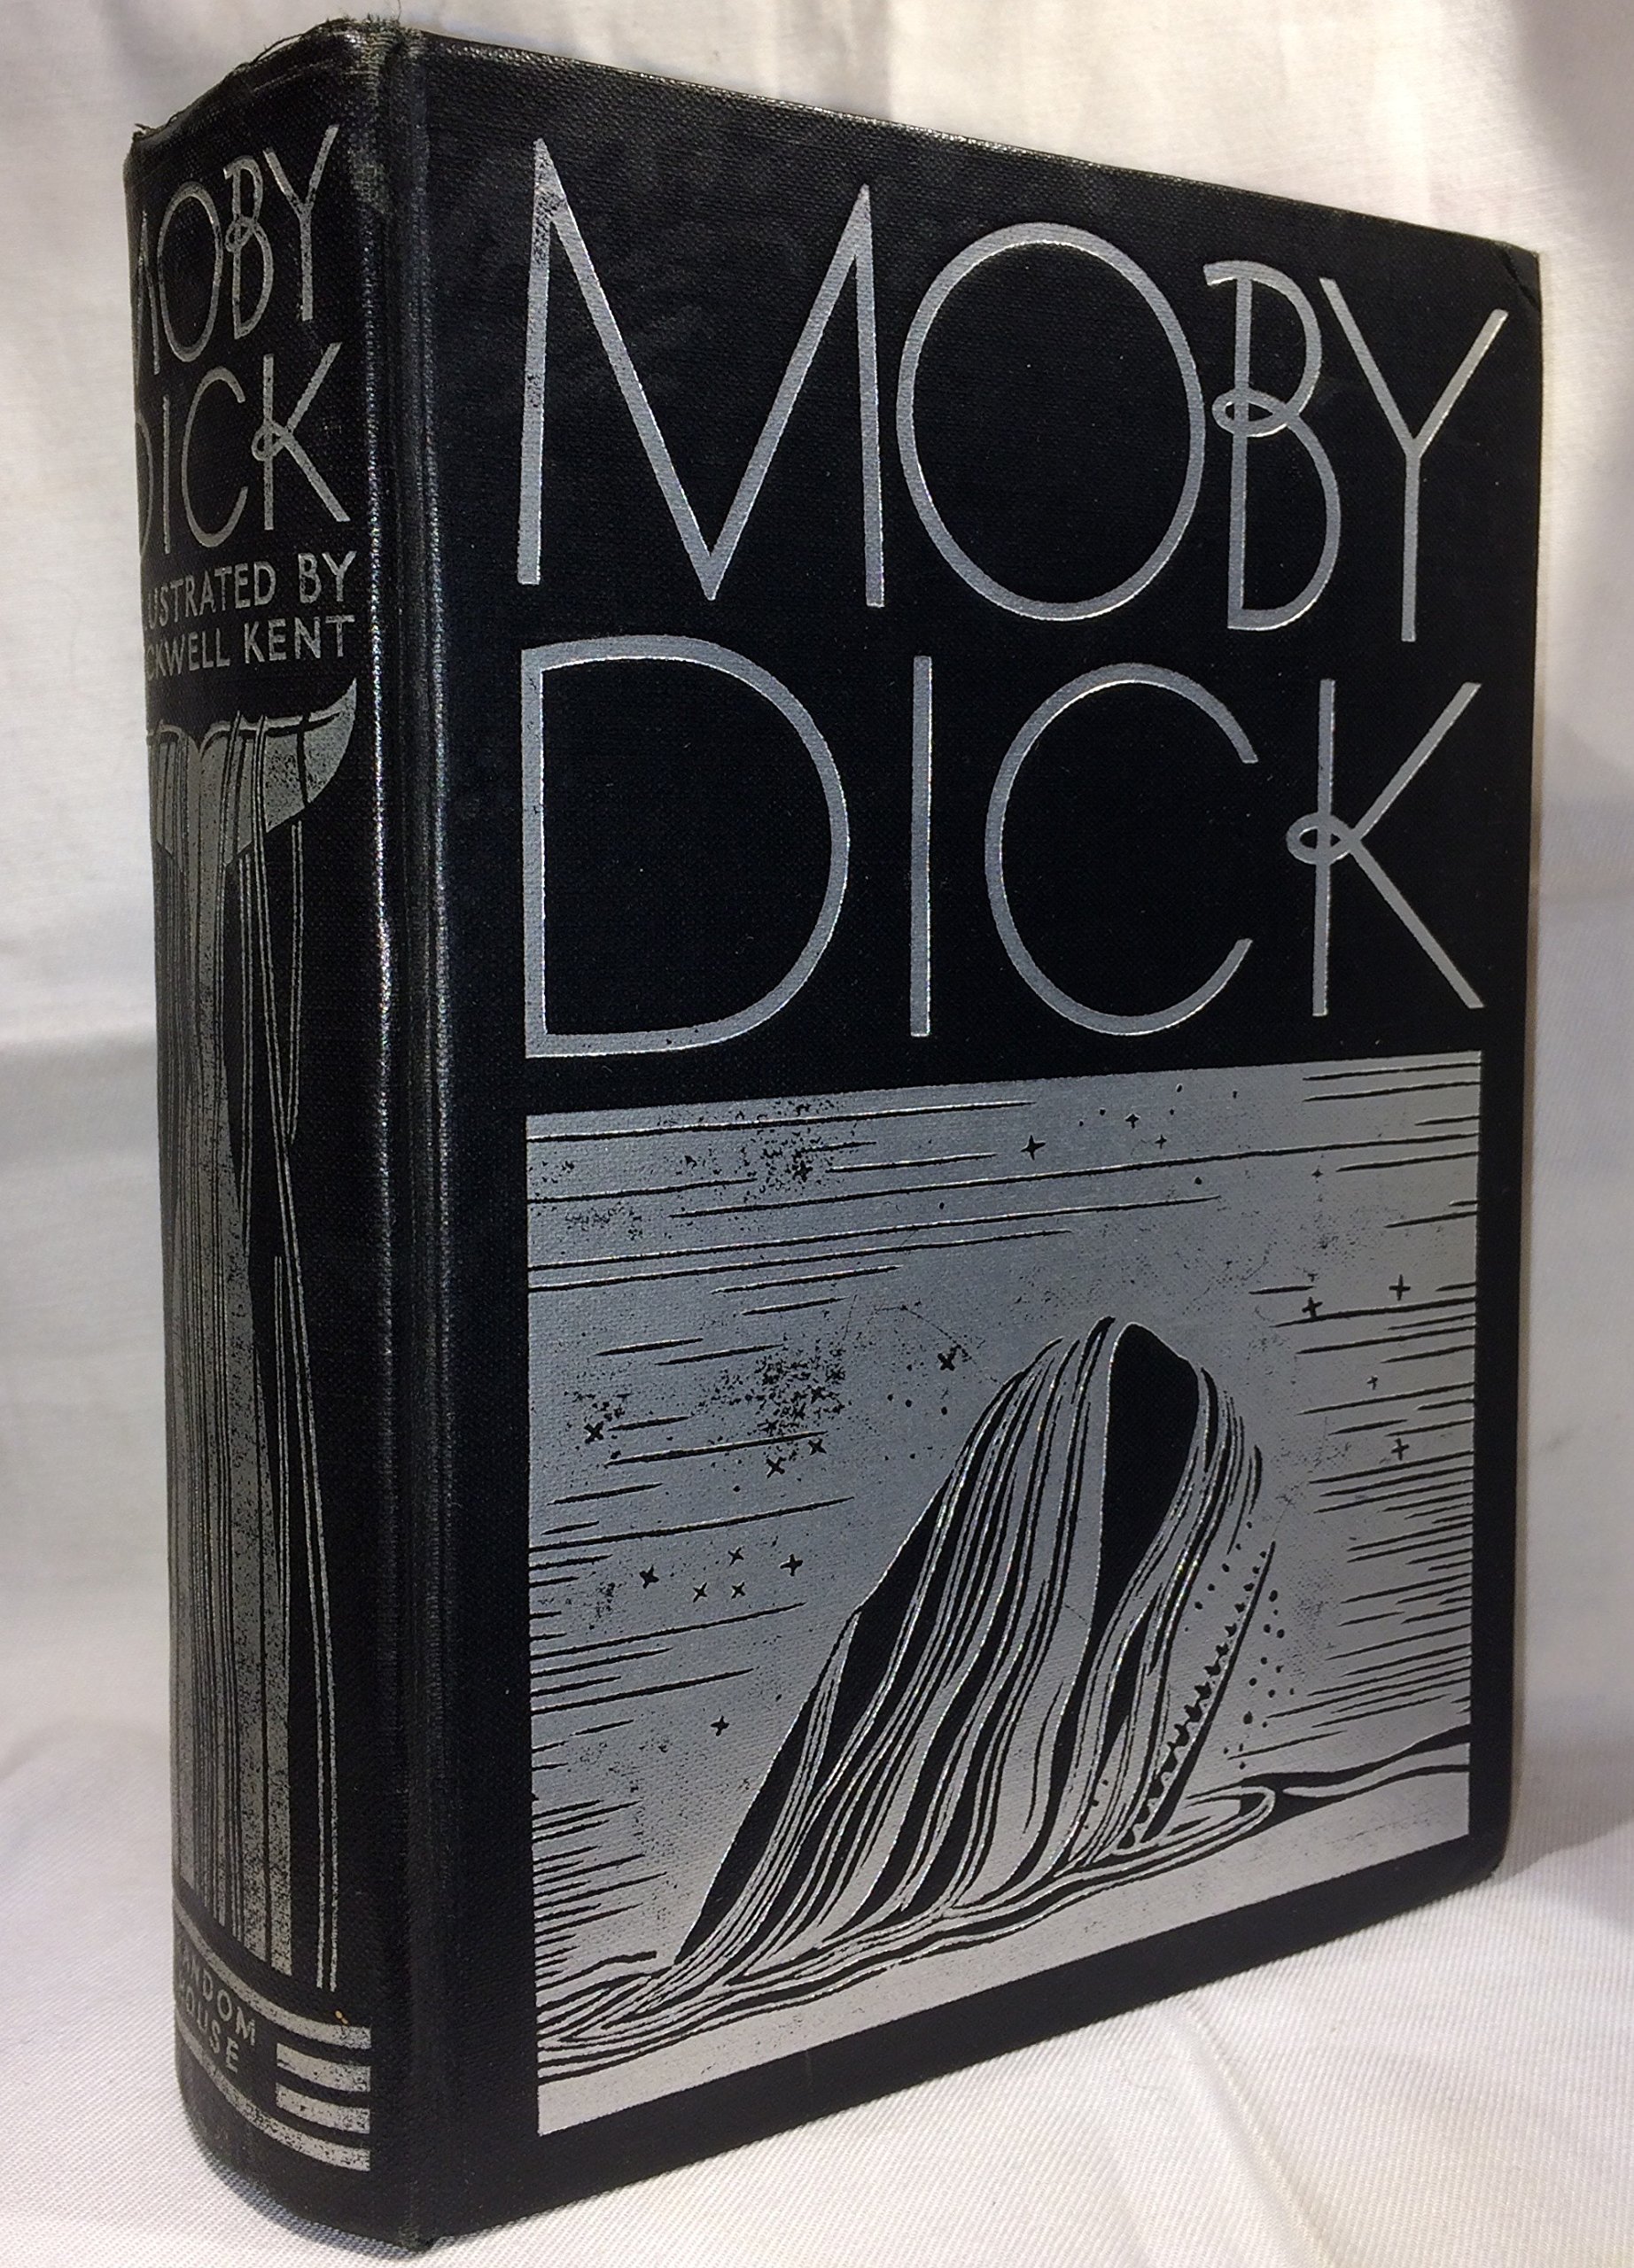 MOBY
DICK
ILLUSTRATED BY
ROCKWELL KENT
RANDOM
HOUSE
MOBY
DICK